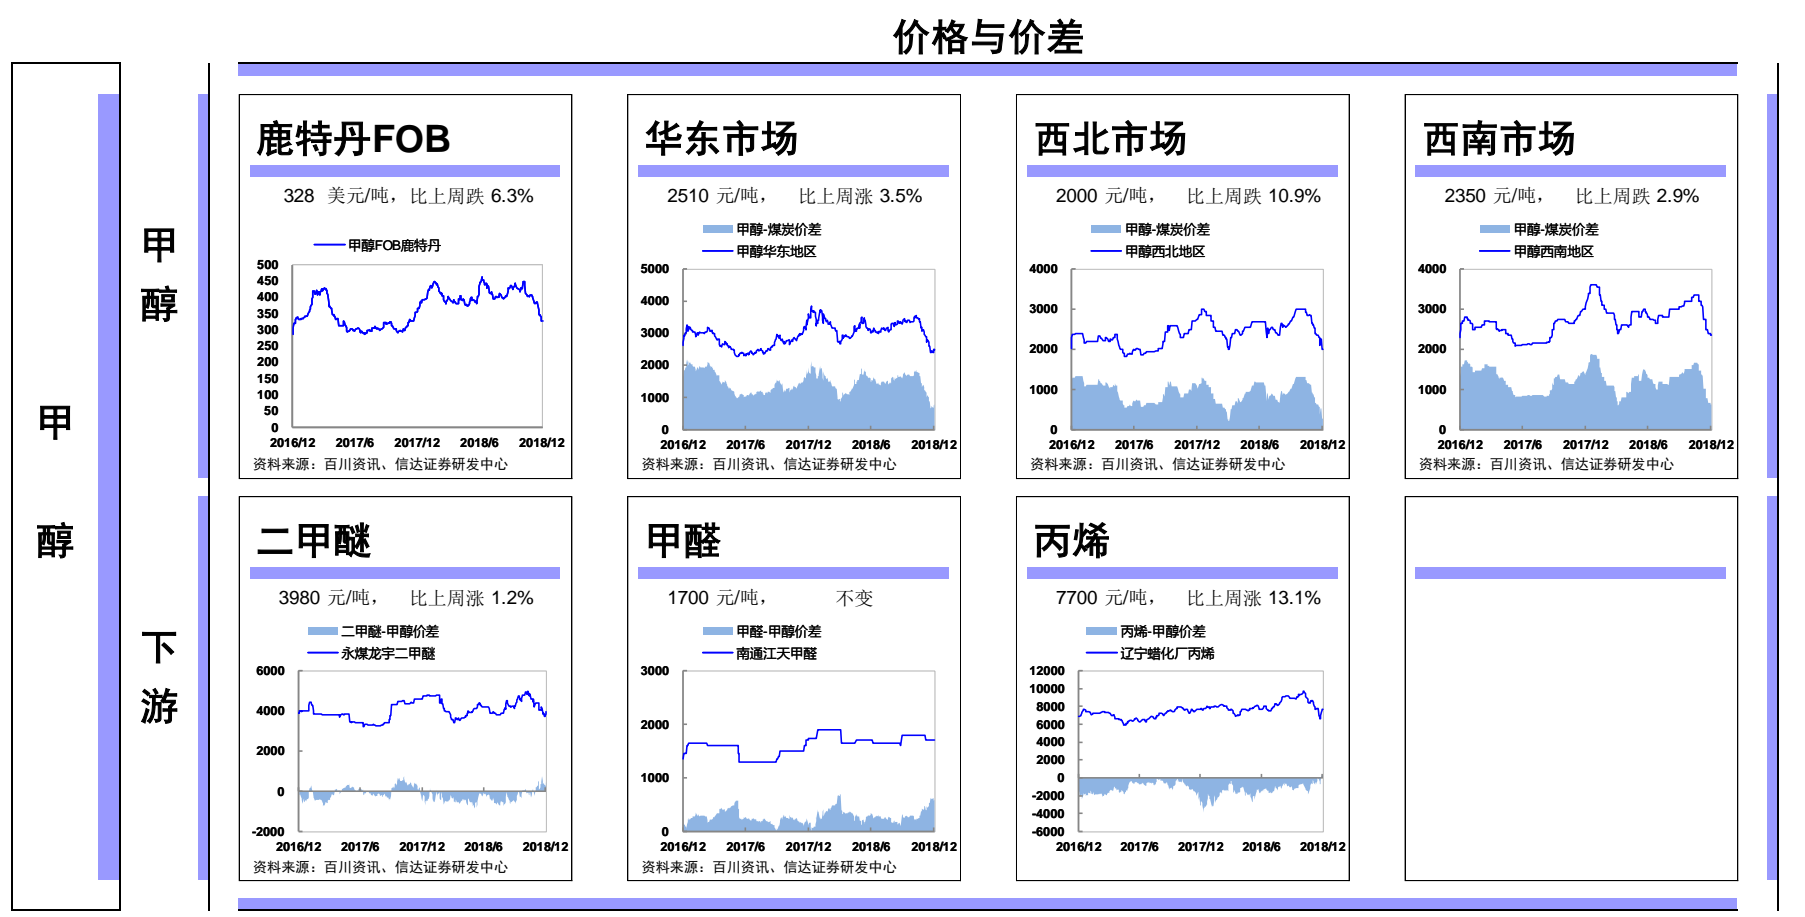 价格与价差
甲
醇
甲
醇
下
游
鹿特丹FOB
328 美元/吨，比上周跌 6.3%
甲醇FOB鹿特丹
500
450
400
350
300
250
200
150
100
50
0
2016/12 2017/6 2017/12 2018/6 2018/12
资料来源：百川资讯、信达证券研发中心
华东市场
2510 元/吨， 比上周涨 3.5%
甲醇-煤炭价差
甲醇华东地区
5000
4000
3000
2000
1000
0
2016/12 2017/6 2017/12 2018/6 2018/12
资料来源：百川资讯、信达证券研发中心
西北市场
2000 元/吨， 比上周跌 10.9%
甲醇-煤炭价差
甲醇西北地区
4000
3000
2000
1000
0
2016/12 2017/6 2017/12 2018/6 2018/12
资料来源：百川资讯、信达证券研发中心
西南市场
2350 元/吨， 比上周跌 2.9%
甲醇-煤炭价差
甲醇西南地区
4000
3000
2000
1000
0
2016/12 2017/6 2017/12 2018/6 2018/12
资料来源：百川资讯、信达证券研发中心
二甲醚
3980 元/吨， 比上周涨 1.2%
二甲醚-甲醇价差
永煤龙宇二甲醚
6000
4000
2000
0
-2000
2016/12 2017/6 2017/12 2018/6 2018/12
资料来源：百川资讯、信达证券研发中心
甲醛
1700 元/吨， 不变
甲醛-甲醇价差
南通江天甲醛
3000
2000
1000
0
2016/12 2017/6 2017/12 2018/6 2018/12
资料来源：百川资讯、信达证券研发中心
丙烯
7700 元/吨， 比上周涨 13.1%
丙烯-甲醇价差
辽宁蜡化厂丙烯
12000
10000
8000
6000
4000
2000
0
-2000
-4000
-6000
2016/12 2017/6 2017/12 2018/6 2018/12